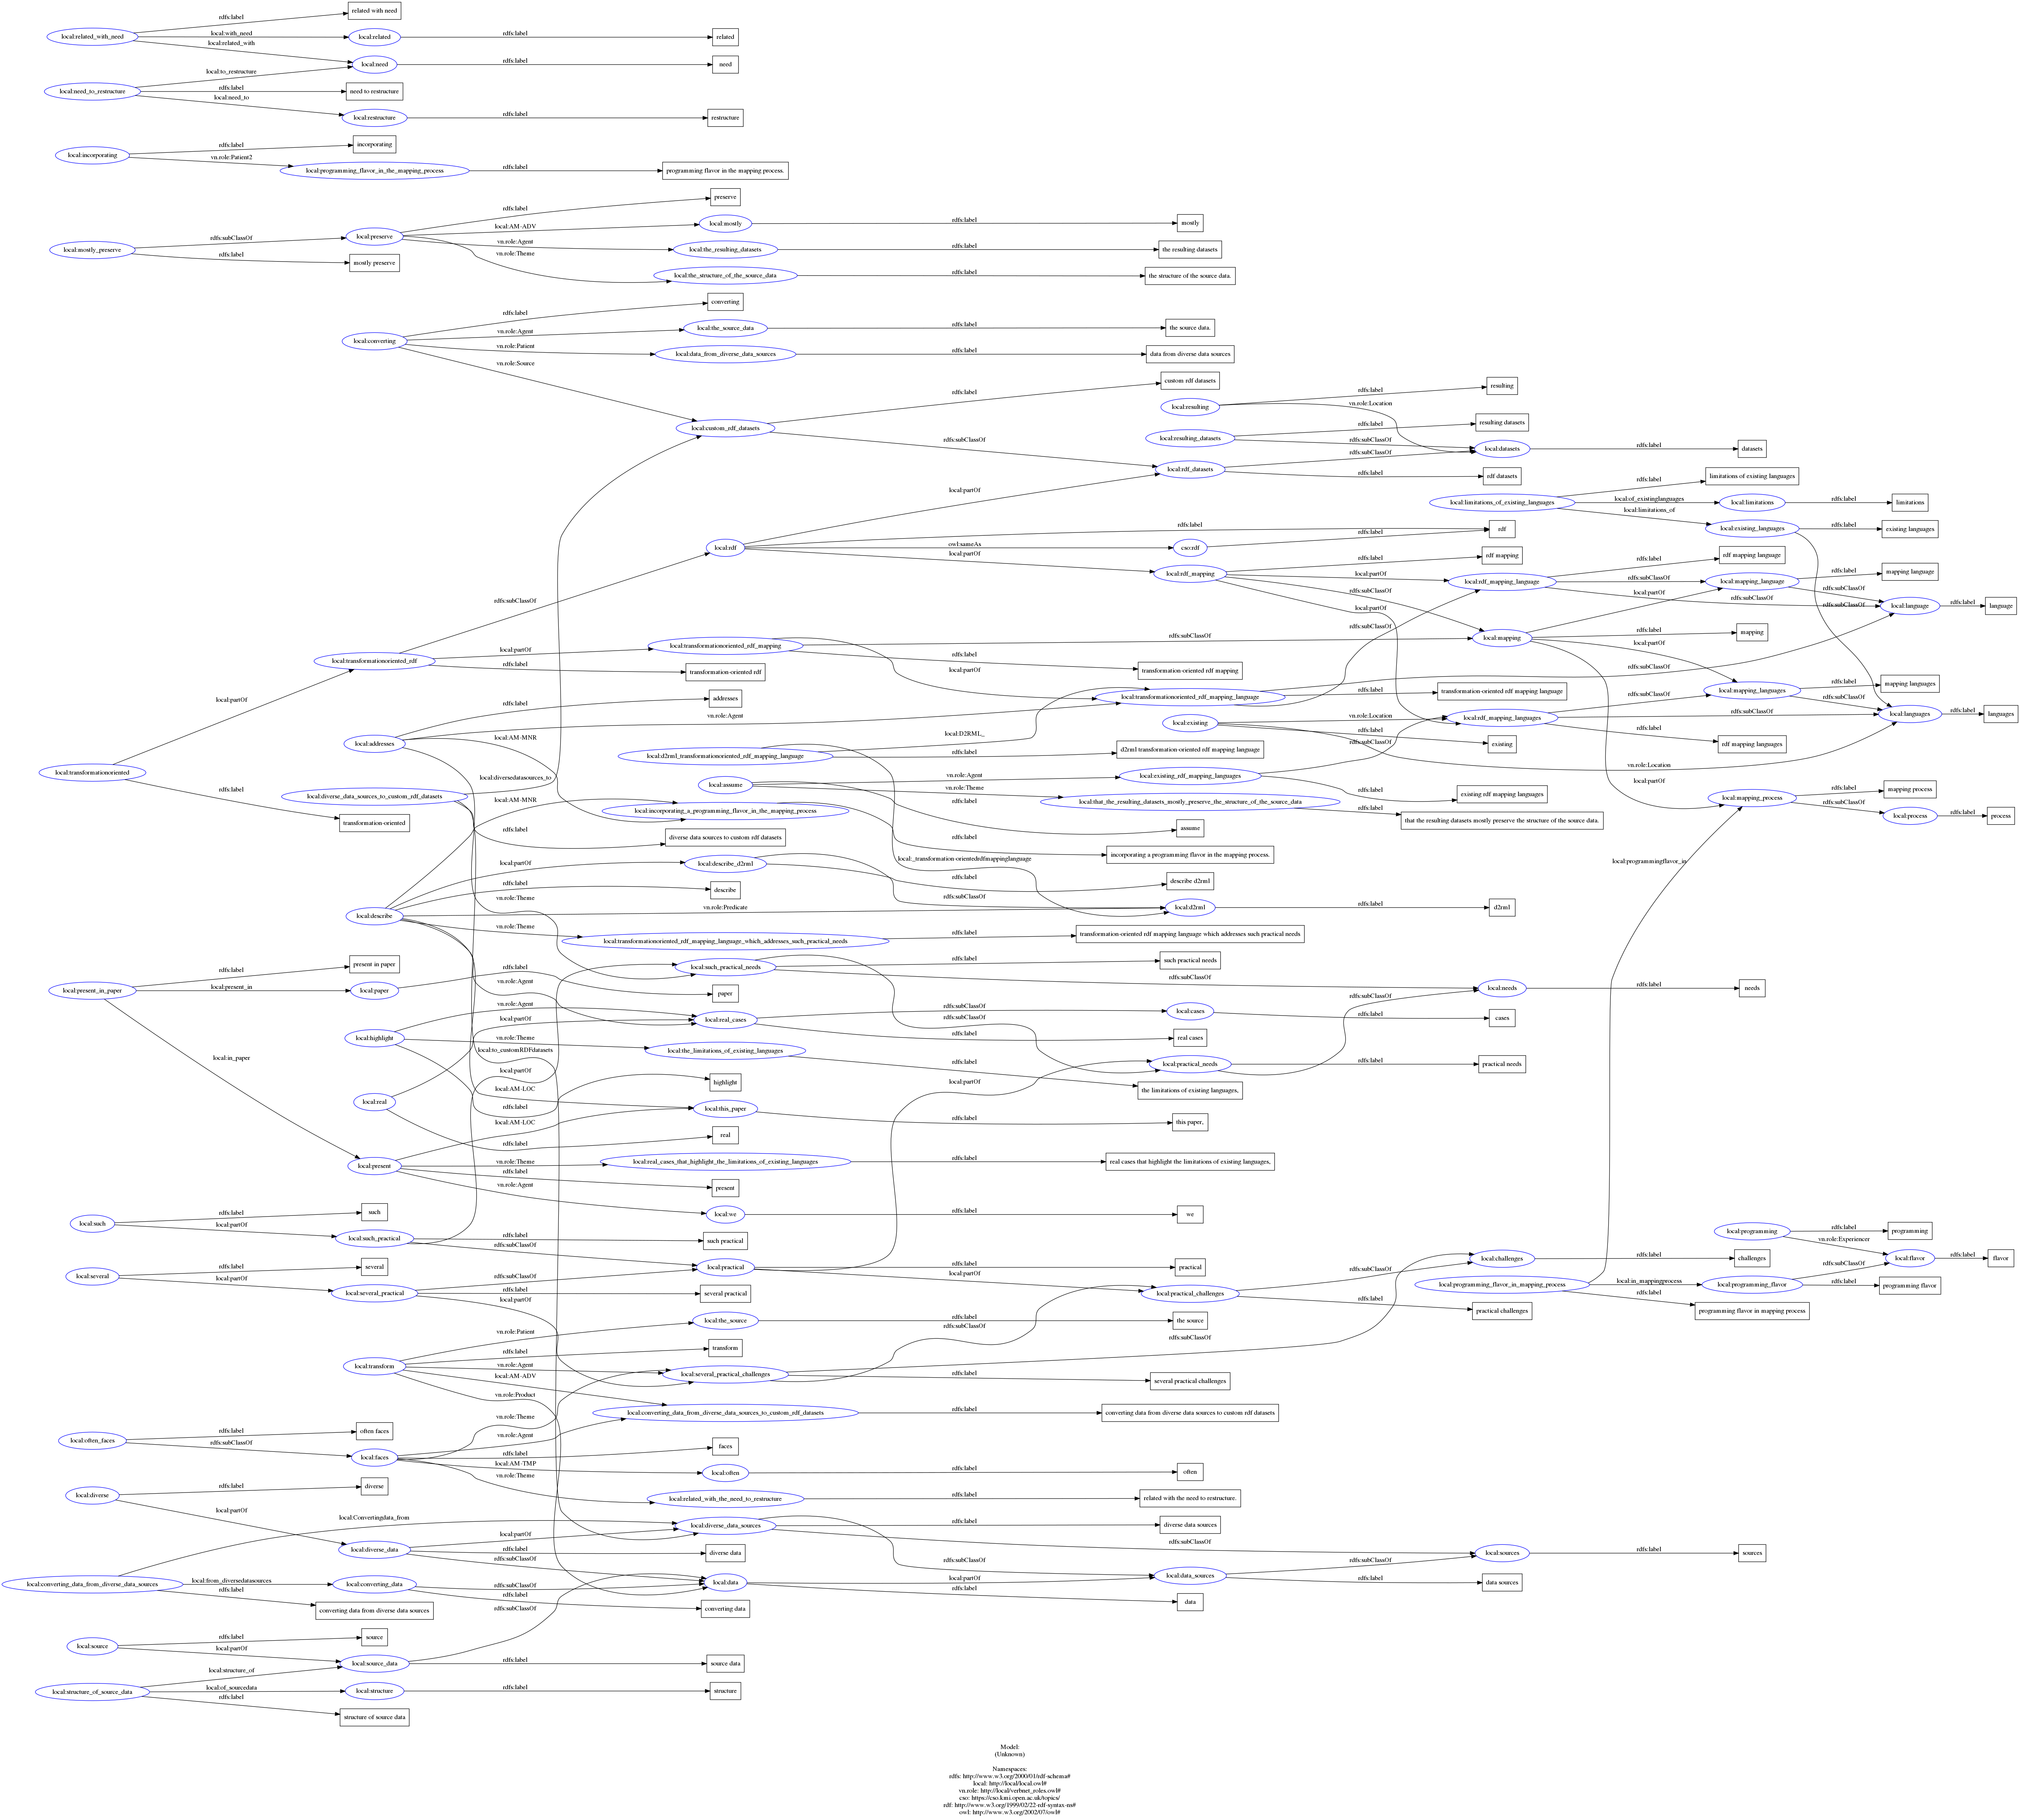 rdfs:label
related with need
local:related_with_need
local:with_need
local:related
rdfs:label
related
local:related_with
local:need
rdfs:label
need
local:to_restructure
local:need_to_restructure
rdfs:label
need to restructure
local:need_to
local:restructure
rdfs:label
restructure
rdfs:label
incorporating
local:incorporating
vn.role:Patient2
local:programming_flavor_in_the_mapping_process
rdfs:label
programming flavor in the mapping process.
rdfs:label
preserve
local:mostly_preserve
rdfs:subClassOf
local:preserve
local:AM-ADV
local:mostly
rdfs:label
mostly
vn.role:Agent
local:the_resulting_datasets
rdfs:label
the resulting datasets
rdfs:label
mostly preserve
vn.role:Theme
local:the_structure_of_the_source_data
rdfs:label
the structure of the source data.
rdfs:label
converting
local:converting
vn.role:Agent
local:the_source_data
rdfs:label
the source data.
vn.role:Patient
local:data_from_diverse_data_sources
rdfs:label
data from diverse data sources
vn.role:Source
local:custom_rdf_datasets
rdfs:label
custom rdf datasets
rdfs:subClassOf
local:resulting
rdfs:label
resulting
vn.role:Location
local:resulting_datasets
rdfs:label
resulting datasets
rdfs:subClassOf
local:datasets
rdfs:label
datasets
local:rdf_datasets
rdfs:subClassOf
rdfs:label
rdf datasets
local:partOf
local:limitations_of_existing_languages
rdfs:label
limitations of existing languages
local:of_existinglanguages
local:limitations
rdfs:label
limitations
local:limitations_of
local:existing_languages
rdfs:label
existing languages
local:rdf
rdfs:label
rdf
owl:sameAs
cso:rdf
rdfs:label
local:partOf
local:rdf_mapping
rdfs:label
rdf mapping
local:partOf
local:rdf_mapping_language
rdfs:label
rdf mapping language
rdfs:subClassOf
local:mapping_language
rdfs:label
mapping language
rdfs:subClassOf
rdfs:subClassOf
local:partOf
rdfs:subClassOf
rdfs:subClassOf
local:language
rdfs:label
language
local:partOf
rdfs:subClassOf
local:mapping
rdfs:label
mapping
local:partOf
rdfs:subClassOf
local:transformationoriented_rdf
local:partOf
local:transformationoriented_rdf_mapping
rdfs:subClassOf
rdfs:label
transformation-oriented rdf mapping
local:partOf
rdfs:label
transformation-oriented rdf
local:partOf
rdfs:subClassOf
local:transformationoriented_rdf_mapping_language
rdfs:label
transformation-oriented rdf mapping language
local:mapping_languages
rdfs:label
mapping languages
rdfs:subClassOf
rdfs:subClassOf
local:languages
rdfs:label
languages
rdfs:label
addresses
local:addresses
vn.role:Agent
local:AM-MNR
local:existing
vn.role:Location
local:rdf_mapping_languages
rdfs:subClassOf
rdfs:label
existing
rdfs:label
rdf mapping languages
rdfs:subClassOf
vn.role:Location
local:D2RML_
local:d2rml_transformationoriented_rdf_mapping_language
rdfs:label
d2rml transformation-oriented rdf mapping language
local:transformationoriented
rdfs:label
transformation-oriented
local:diversedatasources_to
local:diverse_data_sources_to_custom_rdf_datasets
local:assume
vn.role:Agent
local:existing_rdf_mapping_languages
rdfs:label
existing rdf mapping languages
vn.role:Theme
local:that_the_resulting_datasets_mostly_preserve_the_structure_of_the_source_data
rdfs:label
that the resulting datasets mostly preserve the structure of the source data.
rdfs:label
assume
local:partOf
local:mapping_process
rdfs:label
mapping process
rdfs:subClassOf
local:process
rdfs:label
process
local:AM-MNR
local:incorporating_a_programming_flavor_in_the_mapping_process
rdfs:label
incorporating a programming flavor in the mapping process.
rdfs:label
diverse data sources to custom rdf datasets
local:_transformation-orientedrdfmappinglanguage
local:programmingflavor_in
local:partOf
local:describe_d2rml
rdfs:label
describe d2rml
rdfs:subClassOf
rdfs:label
describe
vn.role:Theme
local:describe
vn.role:Predicate
local:d2rml
rdfs:label
d2rml
vn.role:Theme
local:transformationoriented_rdf_mapping_language_which_addresses_such_practical_needs
rdfs:label
transformation-oriented rdf mapping language which addresses such practical needs
rdfs:label
present in paper
local:present_in_paper
local:present_in
local:paper
rdfs:label
paper
local:such_practical_needs
rdfs:label
such practical needs
rdfs:subClassOf
rdfs:subClassOf
local:needs
rdfs:label
needs
vn.role:Agent
vn.role:Agent
local:partOf
local:real_cases
rdfs:subClassOf
local:cases
rdfs:label
cases
rdfs:subClassOf
rdfs:label
real cases
local:highlight
vn.role:Theme
local:the_limitations_of_existing_languages
rdfs:label
the limitations of existing languages,
local:to_customRDFdatasets
local:partOf
local:in_paper
local:practical_needs
rdfs:label
practical needs
local:partOf
rdfs:label
highlight
local:real
local:AM-LOC
local:this_paper
rdfs:label
this paper,
local:AM-LOC
rdfs:label
real
local:present
vn.role:Theme
local:real_cases_that_highlight_the_limitations_of_existing_languages
rdfs:label
real cases that highlight the limitations of existing languages,
rdfs:label
present
vn.role:Agent
local:we
rdfs:label
we
local:such
rdfs:label
such
local:partOf
local:such_practical
rdfs:label
such practical
rdfs:subClassOf
local:programming
rdfs:label
programming
vn.role:Experiencer
local:flavor
rdfs:label
flavor
local:several
rdfs:label
several
local:partOf
local:several_practical
rdfs:subClassOf
local:practical
rdfs:label
practical
rdfs:label
several practical
local:partOf
local:partOf
local:practical_challenges
rdfs:subClassOf
local:challenges
rdfs:label
challenges
rdfs:label
practical challenges
local:programming_flavor_in_mapping_process
local:in_mappingprocess
local:programming_flavor
rdfs:subClassOf
rdfs:label
programming flavor
rdfs:label
programming flavor in mapping process
vn.role:Patient
local:the_source
rdfs:label
the source
rdfs:subClassOf
rdfs:subClassOf
local:transform
rdfs:label
transform
vn.role:Agent
local:several_practical_challenges
rdfs:label
several practical challenges
local:AM-ADV
vn.role:Product
local:converting_data_from_diverse_data_sources_to_custom_rdf_datasets
rdfs:label
converting data from diverse data sources to custom rdf datasets
vn.role:Theme
local:often_faces
rdfs:label
often faces
rdfs:subClassOf
local:faces
vn.role:Agent
rdfs:label
faces
local:AM-TMP
local:often
rdfs:label
often
vn.role:Theme
local:related_with_the_need_to_restructure
rdfs:label
related with the need to restructure.
local:diverse
rdfs:label
diverse
local:partOf
local:Convertingdata_from
local:diverse_data
local:partOf
local:diverse_data_sources
rdfs:label
diverse data sources
rdfs:subClassOf
rdfs:label
diverse data
rdfs:subClassOf
rdfs:subClassOf
local:sources
rdfs:label
sources
local:converting_data_from_diverse_data_sources
local:from_diversedatasources
local:converting_data
rdfs:subClassOf
local:data
local:partOf
local:data_sources
rdfs:subClassOf
rdfs:label
data sources
rdfs:label
data
rdfs:label
converting data from diverse data sources
rdfs:label
converting data
rdfs:subClassOf
local:source
rdfs:label
source
local:partOf
local:source_data
rdfs:label
source data
local:structure_of
local:structure_of_source_data
local:of_sourcedata
local:structure
rdfs:label
structure
rdfs:label
structure of source data
Model:
(Unknown)
Namespaces:
rdfs: http://www.w3.org/2000/01/rdf-schema#
local: http://local/local.owl#
vn.role: http://local/verbnet_roles.owl#
cso: https://cso.kmi.open.ac.uk/topics/
rdf: http://www.w3.org/1999/02/22-rdf-syntax-ns#
owl: http://www.w3.org/2002/07/owl#